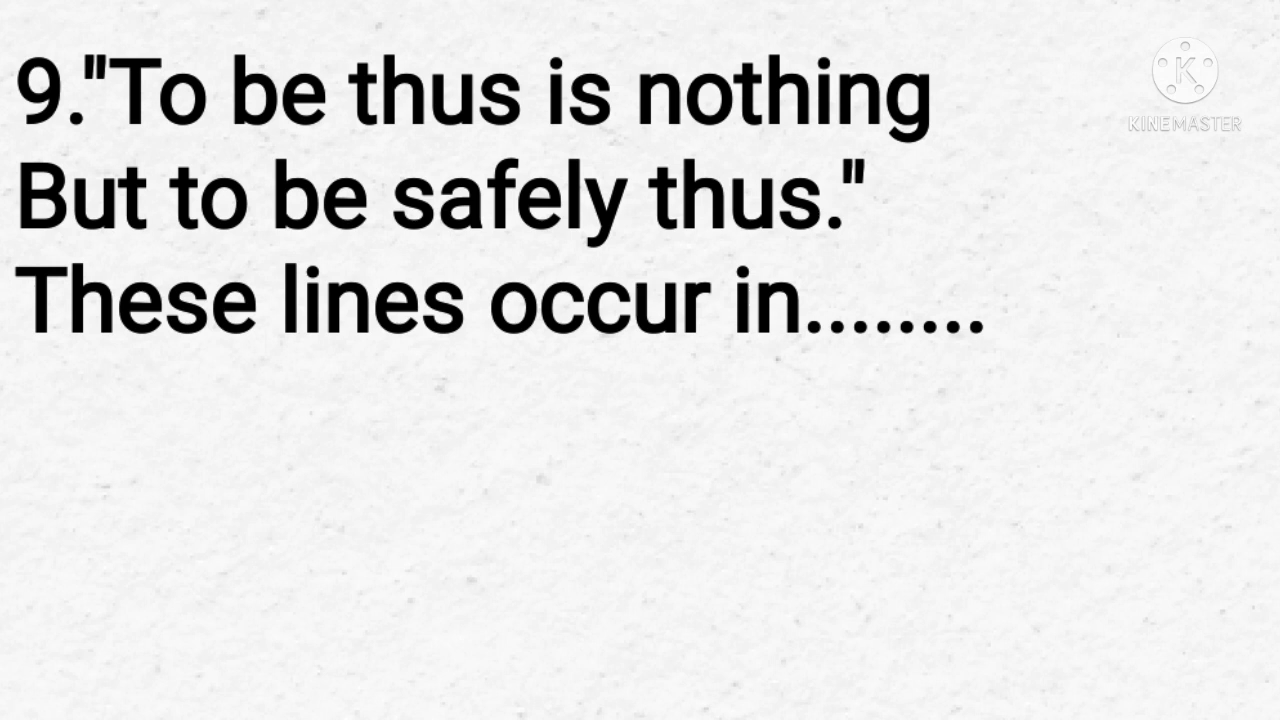 9."To be thus is nothing
But to be safely thus."
These lines occur in........
K
KINEMASTER